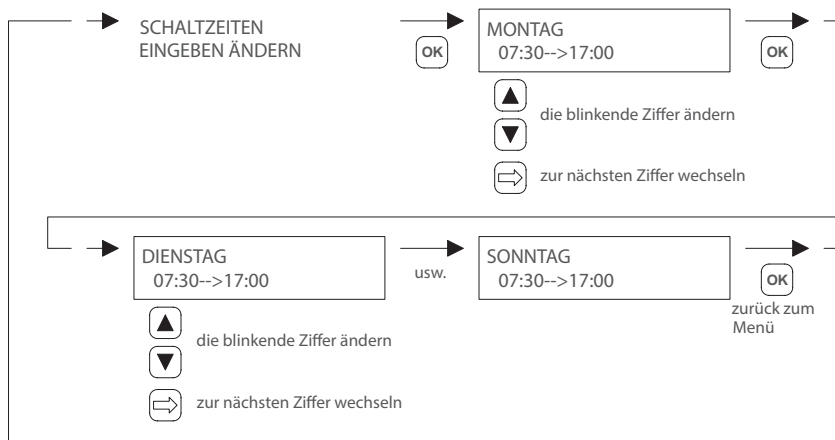 SCHALTZEITEN
EINGEBEN ÄNDERN
OK
MONTAG
07:30-->17:00
OK
die blinkende Ziffer ändern
zur nächsten Ziffer wechseln
DIENSTAG
07:30-->17:00
usw.
SONNTAG
07:30-->17:00
OK
zurück zum
Menü
die blinkende Ziffer ändern
zur nächsten Ziffer wechseln